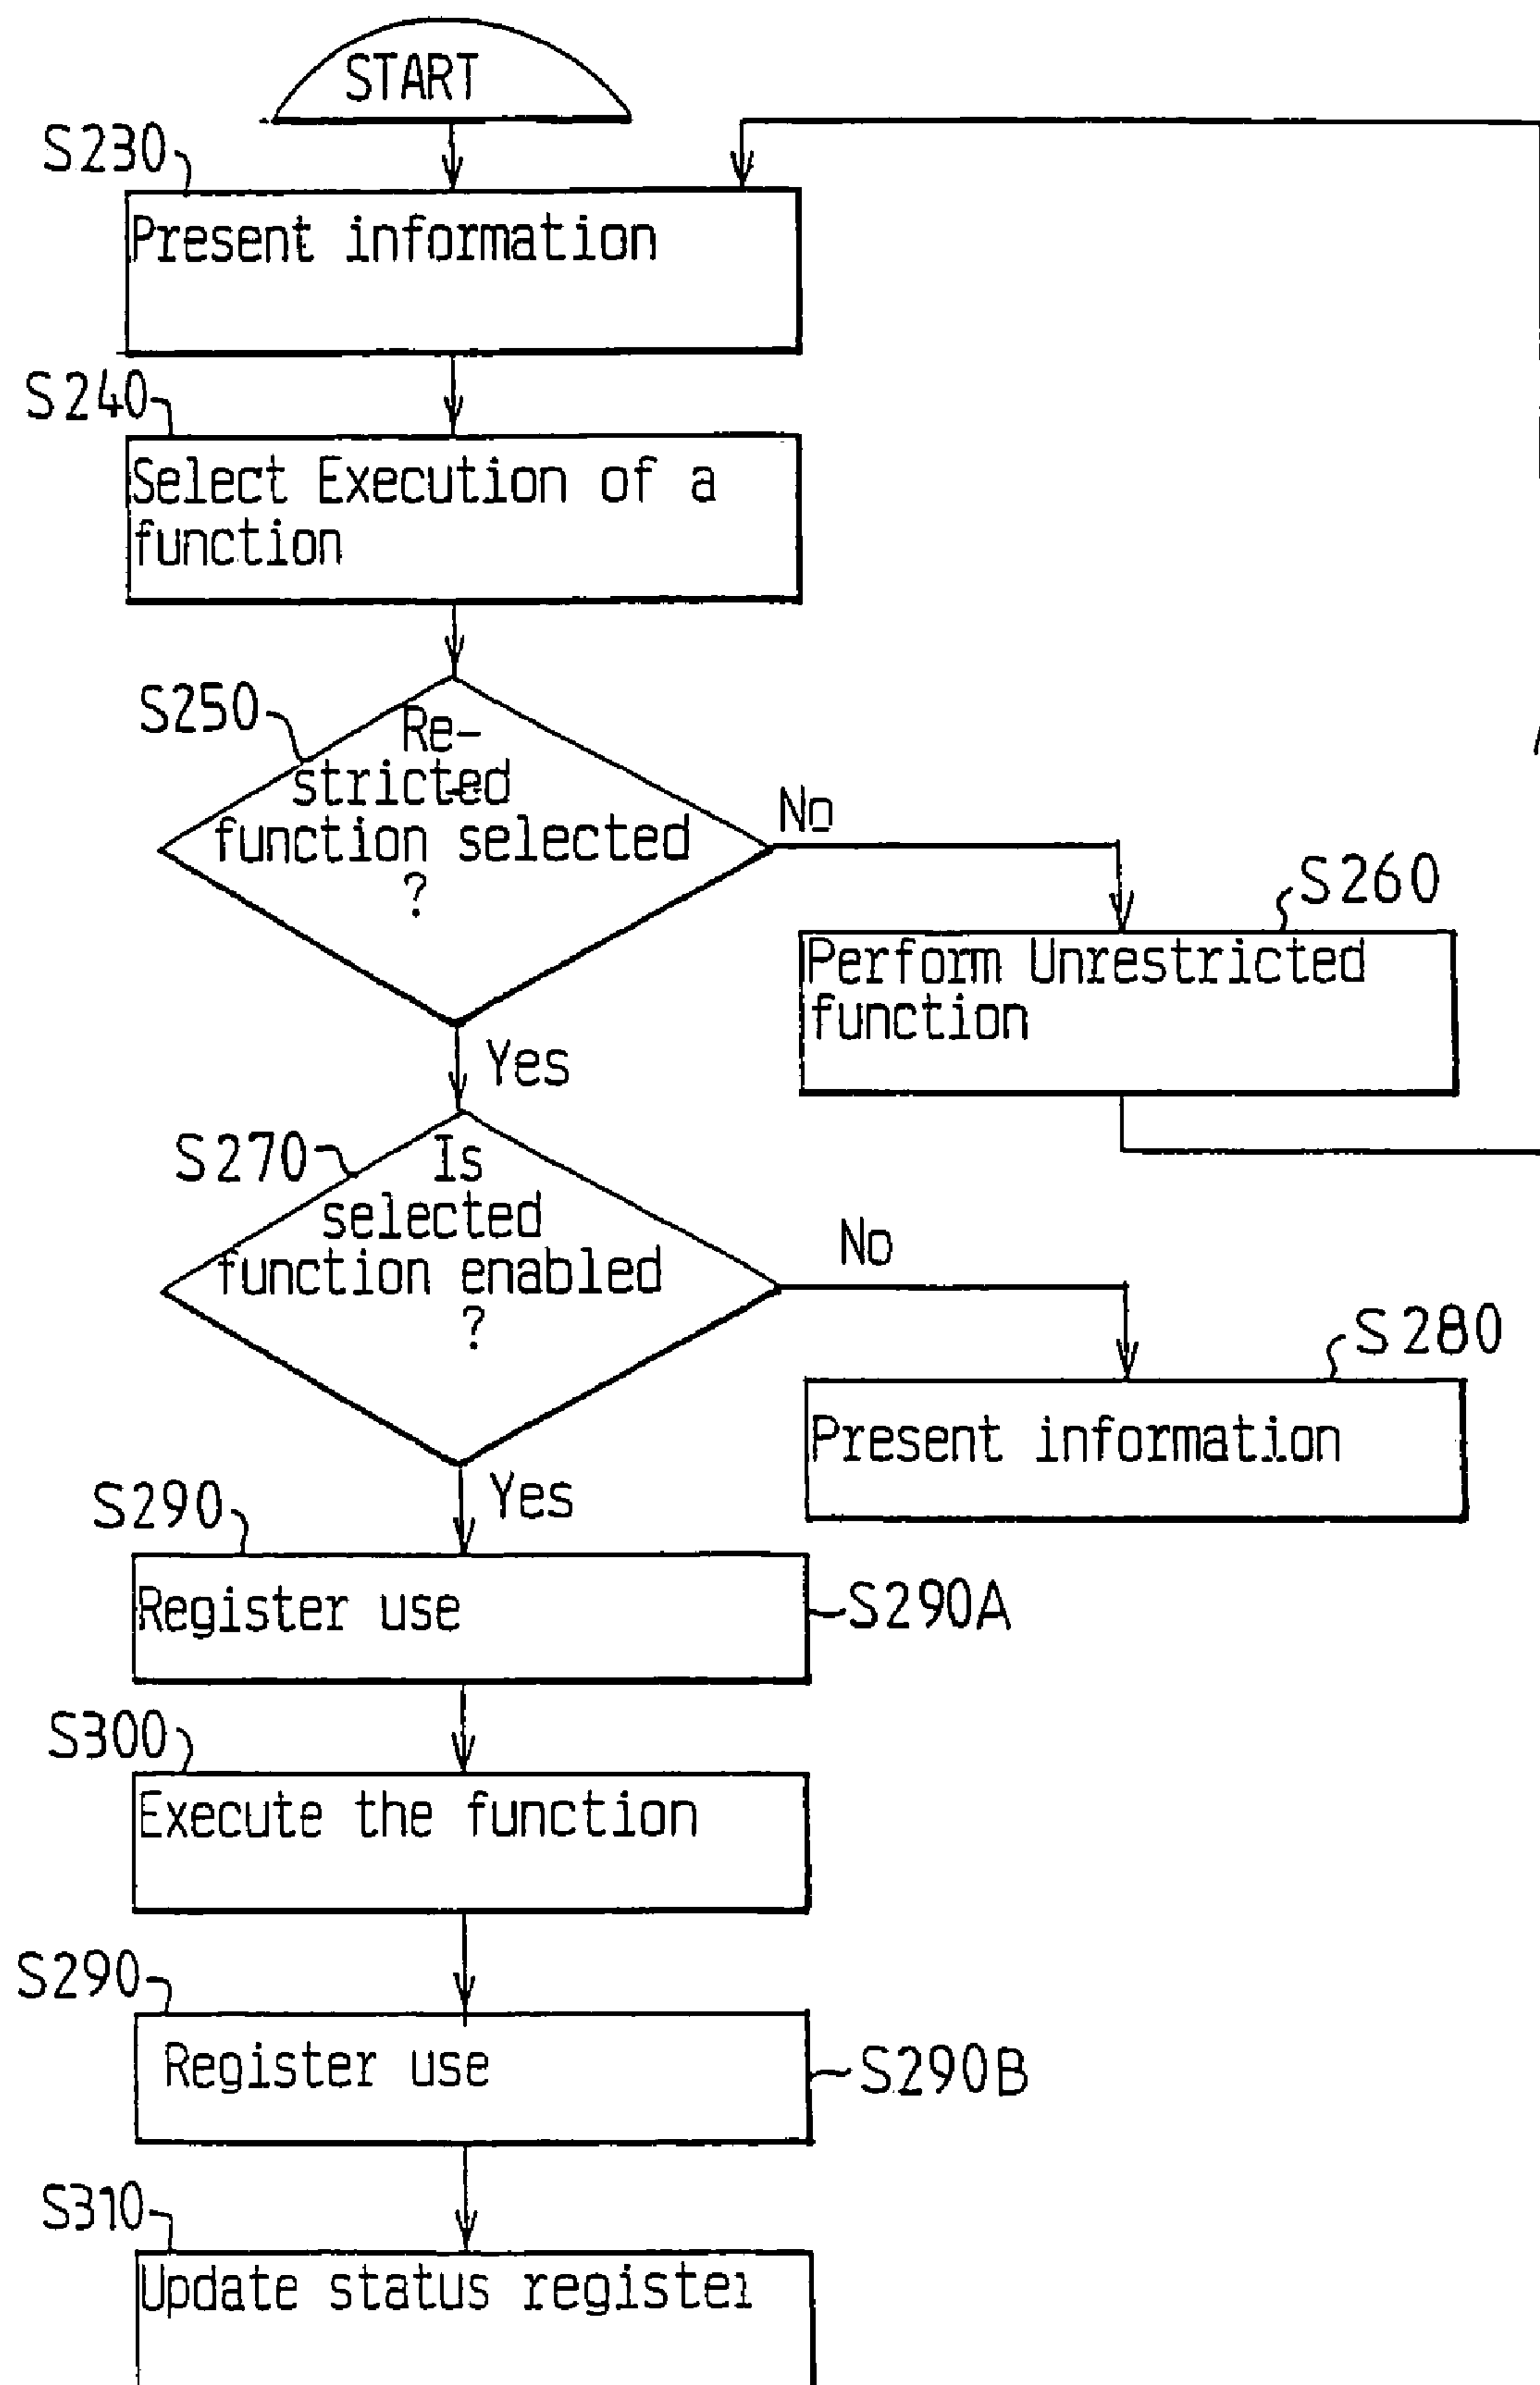 START
S230
Present information
S240
Select Execution of a
function
S250
Re-
stricted
function selected
?
No
S260
Perform Unrestricted
function
Yes
S270
Is
selected
function enabled
?
No
S280
Present information
Yes
S290
Register use
S290A
S300
Execute the function
S290
Register use
S290B
S310
Update status register